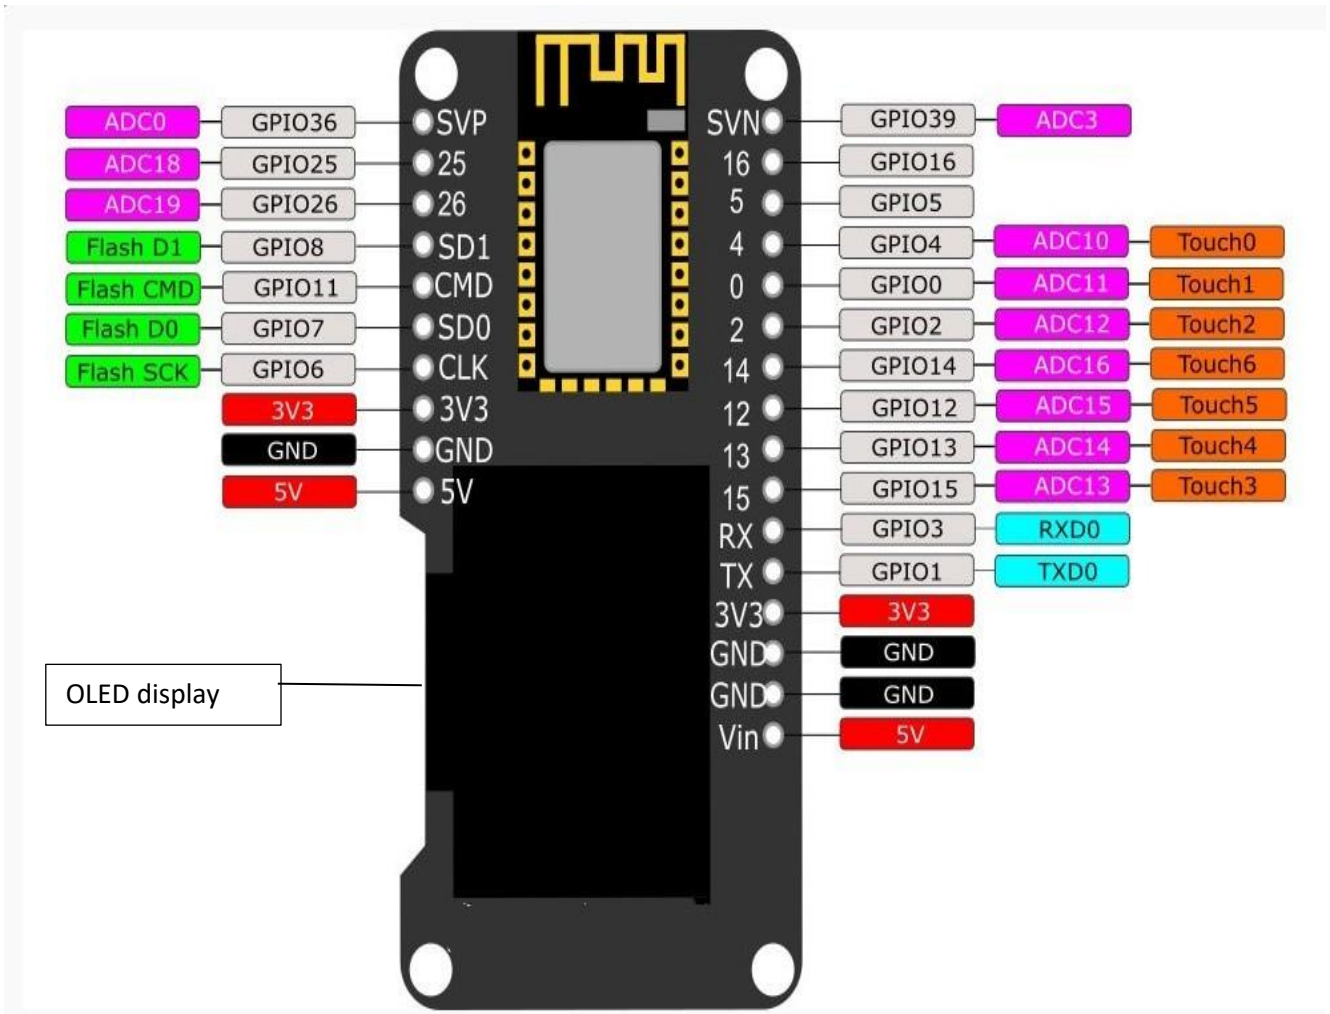 ADC0 GPIO36 SVP SVN GPIO39 ADC3
ADC18 GPIO25 25 16 GPIO16
ADC19 GPIO26 26 5 GPIO5
Flash D1 GPIO8 SD1 4 GPIO4 ADC10 Touch0
Flash CMD GPIO11 CMD 0 GPIO0 ADC11 Touch1
Flash D0 GPIO7 SD0 2 GPIO2 ADC12 Touch2
Flash SCK GPIO6 CLK 14 GPIO14 ADC16 Touch6
3V3 3V3 12 GPIO12 ADC15 Touch5
GND GND 13 GPIO13 ADC14 Touch4
5V 5V 15 GPIO15 ADC13 Touch3
RX GPIO3 RXD0
TX GPIO1 TXD0
3V3 3V3
GND GND
OLED display GND GND
Vin 5V